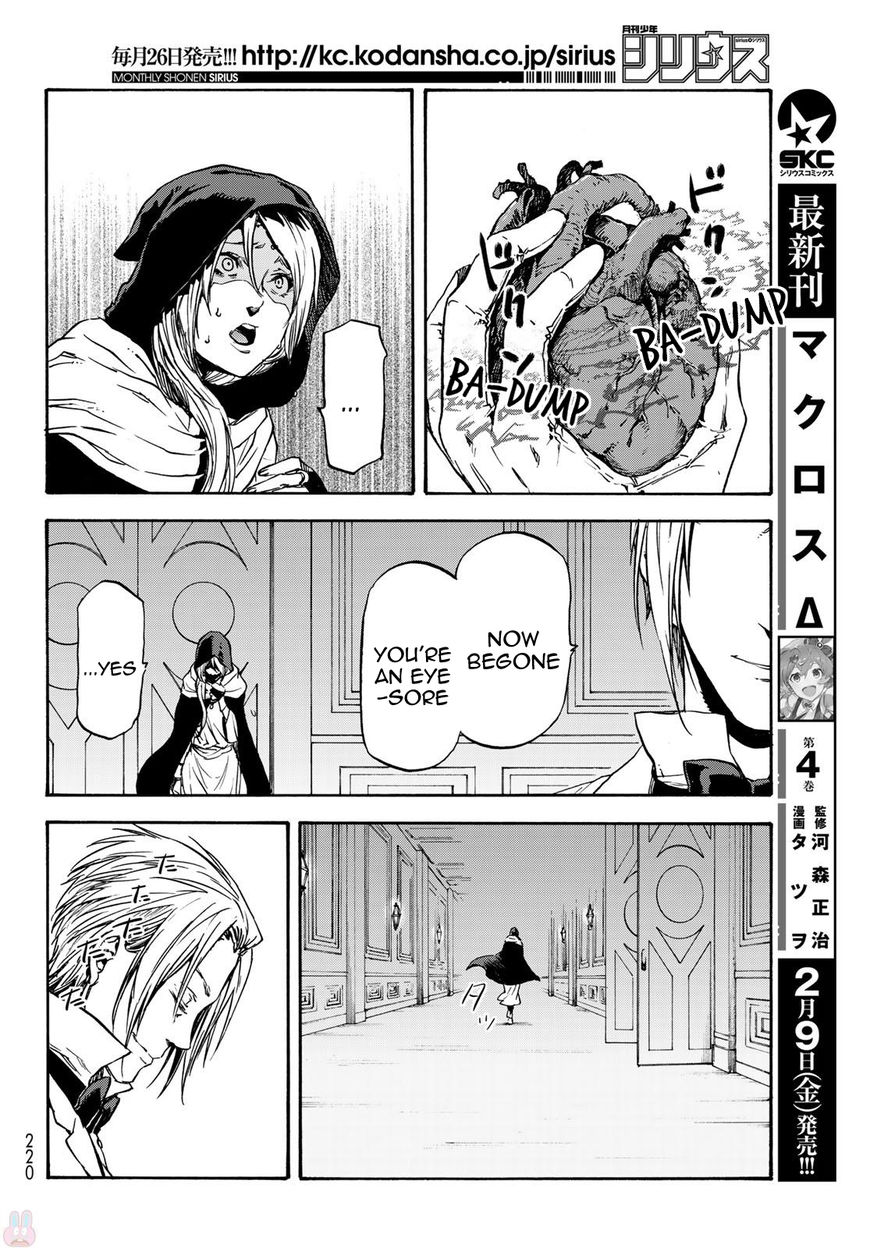 毎月26日発売!!! http://kc.kodansha.co.jp/sirius
MONTHLY SHONEN SIRIUS
月刊少年
シリウス
SKC
シリウスコミックス
最新刊
マクロスΔ
第4巻
監修 河森正治
漫画 タツヲ
2月9日(金)発売!!!
ドクン
ドクン
BA-DUMP
BA-DUMP
...
NOW
BEGONE
YOU'RE
AN EYE
-SORE
...YES
タッ
たたた
220